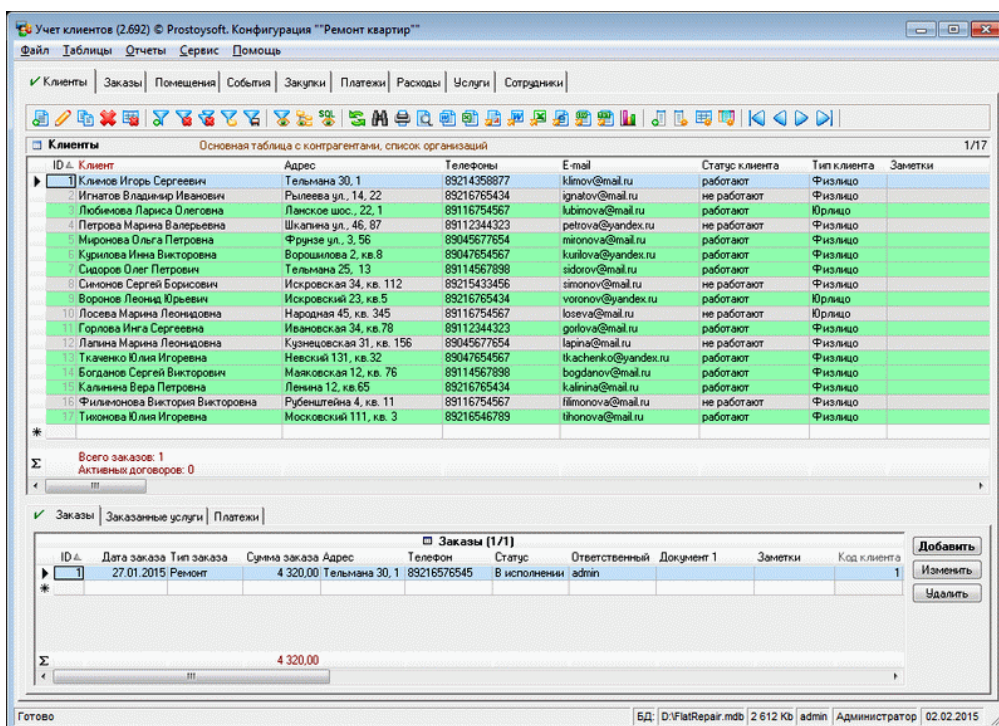 Учет клиентов (2.692) © Prostoysoft. Конфигурация ""Ремонт квартир""
Файл Таблицы Отчеты Сервис Помощь
Клиенты Заказы Помещения События Закупки Платежи Расходы Услуги Сотрудники
SQL
Клиенты Основная таблица с контрагентами, список организаций 1/17
ID Клиент Адрес Телефоны E-mail Статус клиента Тип клиента Заметки
1 Климов Игорь Сергеевич Тельмана 30, 1 89214358877 klimov@mail.ru работают Физлицо
2 Игнатов Владимир Иванович Рылеева ул., 14, 22 89216765434 ignatov@mail.ru не работают Физлицо
3 Любимова Лариса Олеговна Ланское шос., 22, 1 89116754567 lubimova@mail.ru работают Юрлицо
4 Петрова Марина Валерьевна Шкапина ул., 46, 87 89112344323 petrova@yandex.ru не работают Физлицо
5 Миронова Ольга Петровна Фрунзе ул., 3, 56 89045677654 mironova@mail.ru работают Физлицо
6 Курилова Инна Викторовна Ворошилова 2, кв.8 89047654567 kurilova@yandex.ru работают Физлицо
7 Сидоров Олег Петрович Тельмана 25, 13 89114567898 sidorov@mail.ru работают Физлицо
8 Симонов Сергей Борисович Искровский 34, кв. 112 89215433456 simonov@mail.ru не работают Физлицо
9 Воронов Леонид Юрьевич Искровский 23, кв.5 89216765434 voronov@yandex.ru работают Юрлицо
10 Лосева Марина Леонидовна Народная 45, кв. 345 89116754567 loseva@mail.ru не работают Юрлицо
11 Горлова Инга Сергеевна Ивановская 34, кв.78 89112344323 gorlova@mail.ru работают Физлицо
12 Лапина Марина Леонидовна Кузнецовская 31, кв. 156 89045677654 lapina@mail.ru не работают Физлицо
13 Ткаченко Юлия Игоревна Невский 131, кв.32 89047654567 tkachenko@yandex.ru работают Физлицо
14 Богданов Сергей Викторович Маяковская 12, кв. 76 89114567898 bogdanov@mail.ru работают Физлицо
15 Калинина Вера Петровна Ленина 12, кв.65 89216765434 kalinina@mail.ru работают Физлицо
16 Филимонова Виктория Викторовна Рубенштейна 4, кв. 11 89116754567 filimonova@mail.ru не работают Физлицо
17 Тихонова Юлия Игоревна Московский 111, кв. 3 89216546789 tihonova@mail.ru работают Физлицо
Σ Всего заказов: 1
Активных договоров: 0
Заказы Заказанные услуги Платежи
Заказы (1/1)
ID Дата заказа Тип заказа Сумма заказа Адрес Телефон Статус Ответственный Документ 1 Заметки Код клиента
1 27.01.2015 Ремонт 4 320,00 Тельмана 30, 1 89216576545 В исполнении admin 1
Добавить
Изменить
Удалить
Σ 4 320,00
Готово БД: D:\FlatRepair.mdb 2 612 Kb admin Администратор 02.02.2015